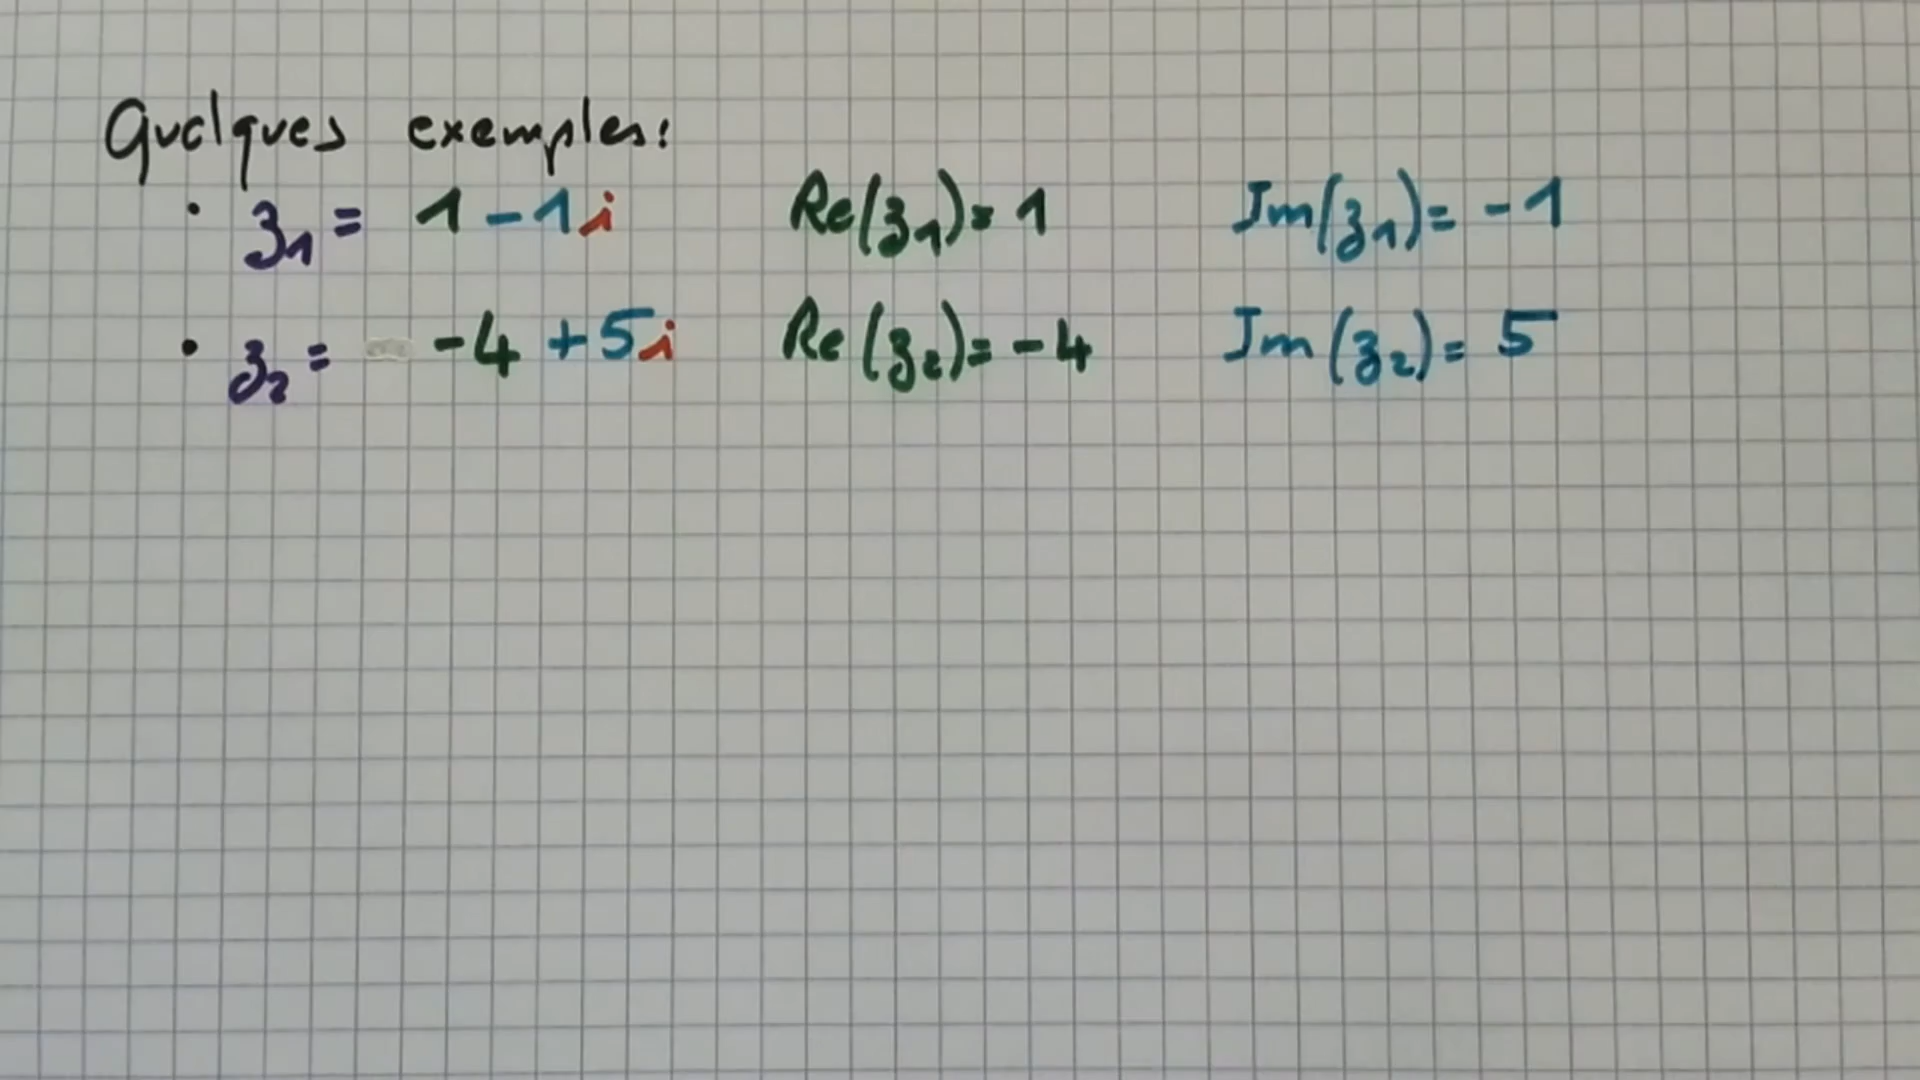 Quelques exemples:
• z₁ = 1 - 1i Re(z₁) = 1 Im(z₁) = -1
• z₂ = -4 + 5i Re(z₂) = -4 Im(z₂) = 5